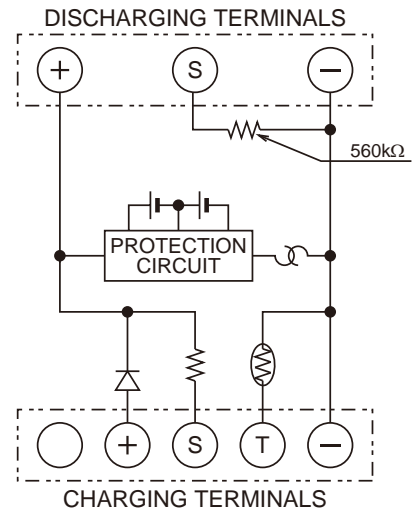 DISCHARGING TERMINALS
+ S −
560kΩ
PROTECTION
CIRCUIT
+ S T −
CHARGING TERMINALS